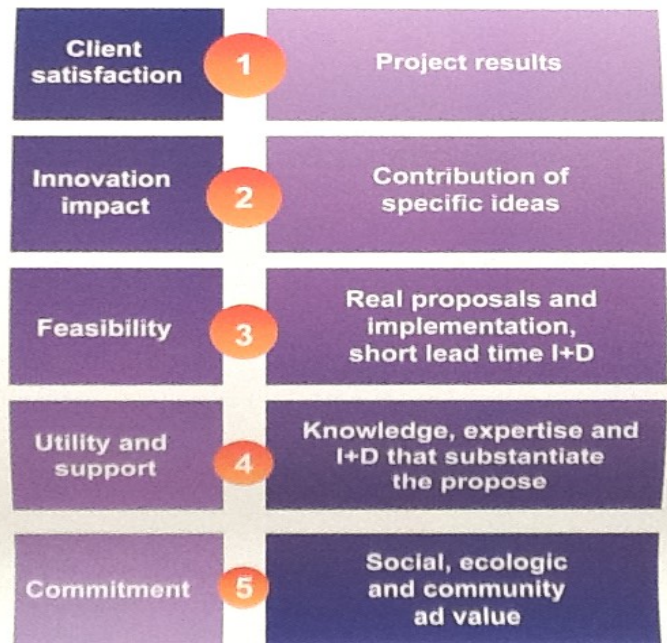 Client
satisfaction
1
Project results
Innovation
impact
2
Contribution of
specific ideas
Feasibility
3
Real proposals and
implementation,
short lead time I+D
Utility and
support
4
Knowledge, expertise and
I+D that substantiate
the propose
Commitment
5
Social, ecologic
and community
ad value